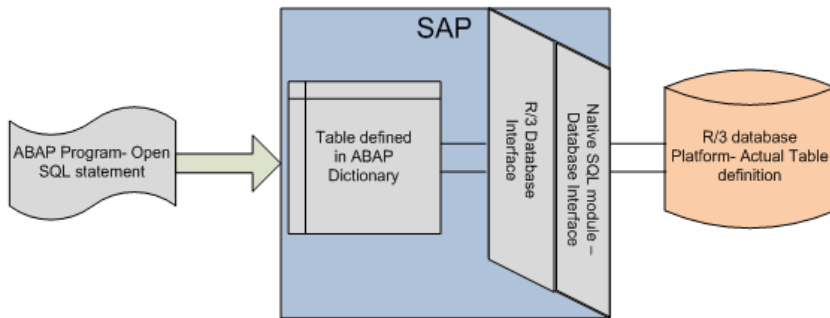 SAP
ABAP Program- Open
SQL statement
Table defined
in ABAP
Dictionary
R/3 Database
Interface
Native SQL module –
Database Interface
R/3 database
Platform- Actual Table
definition